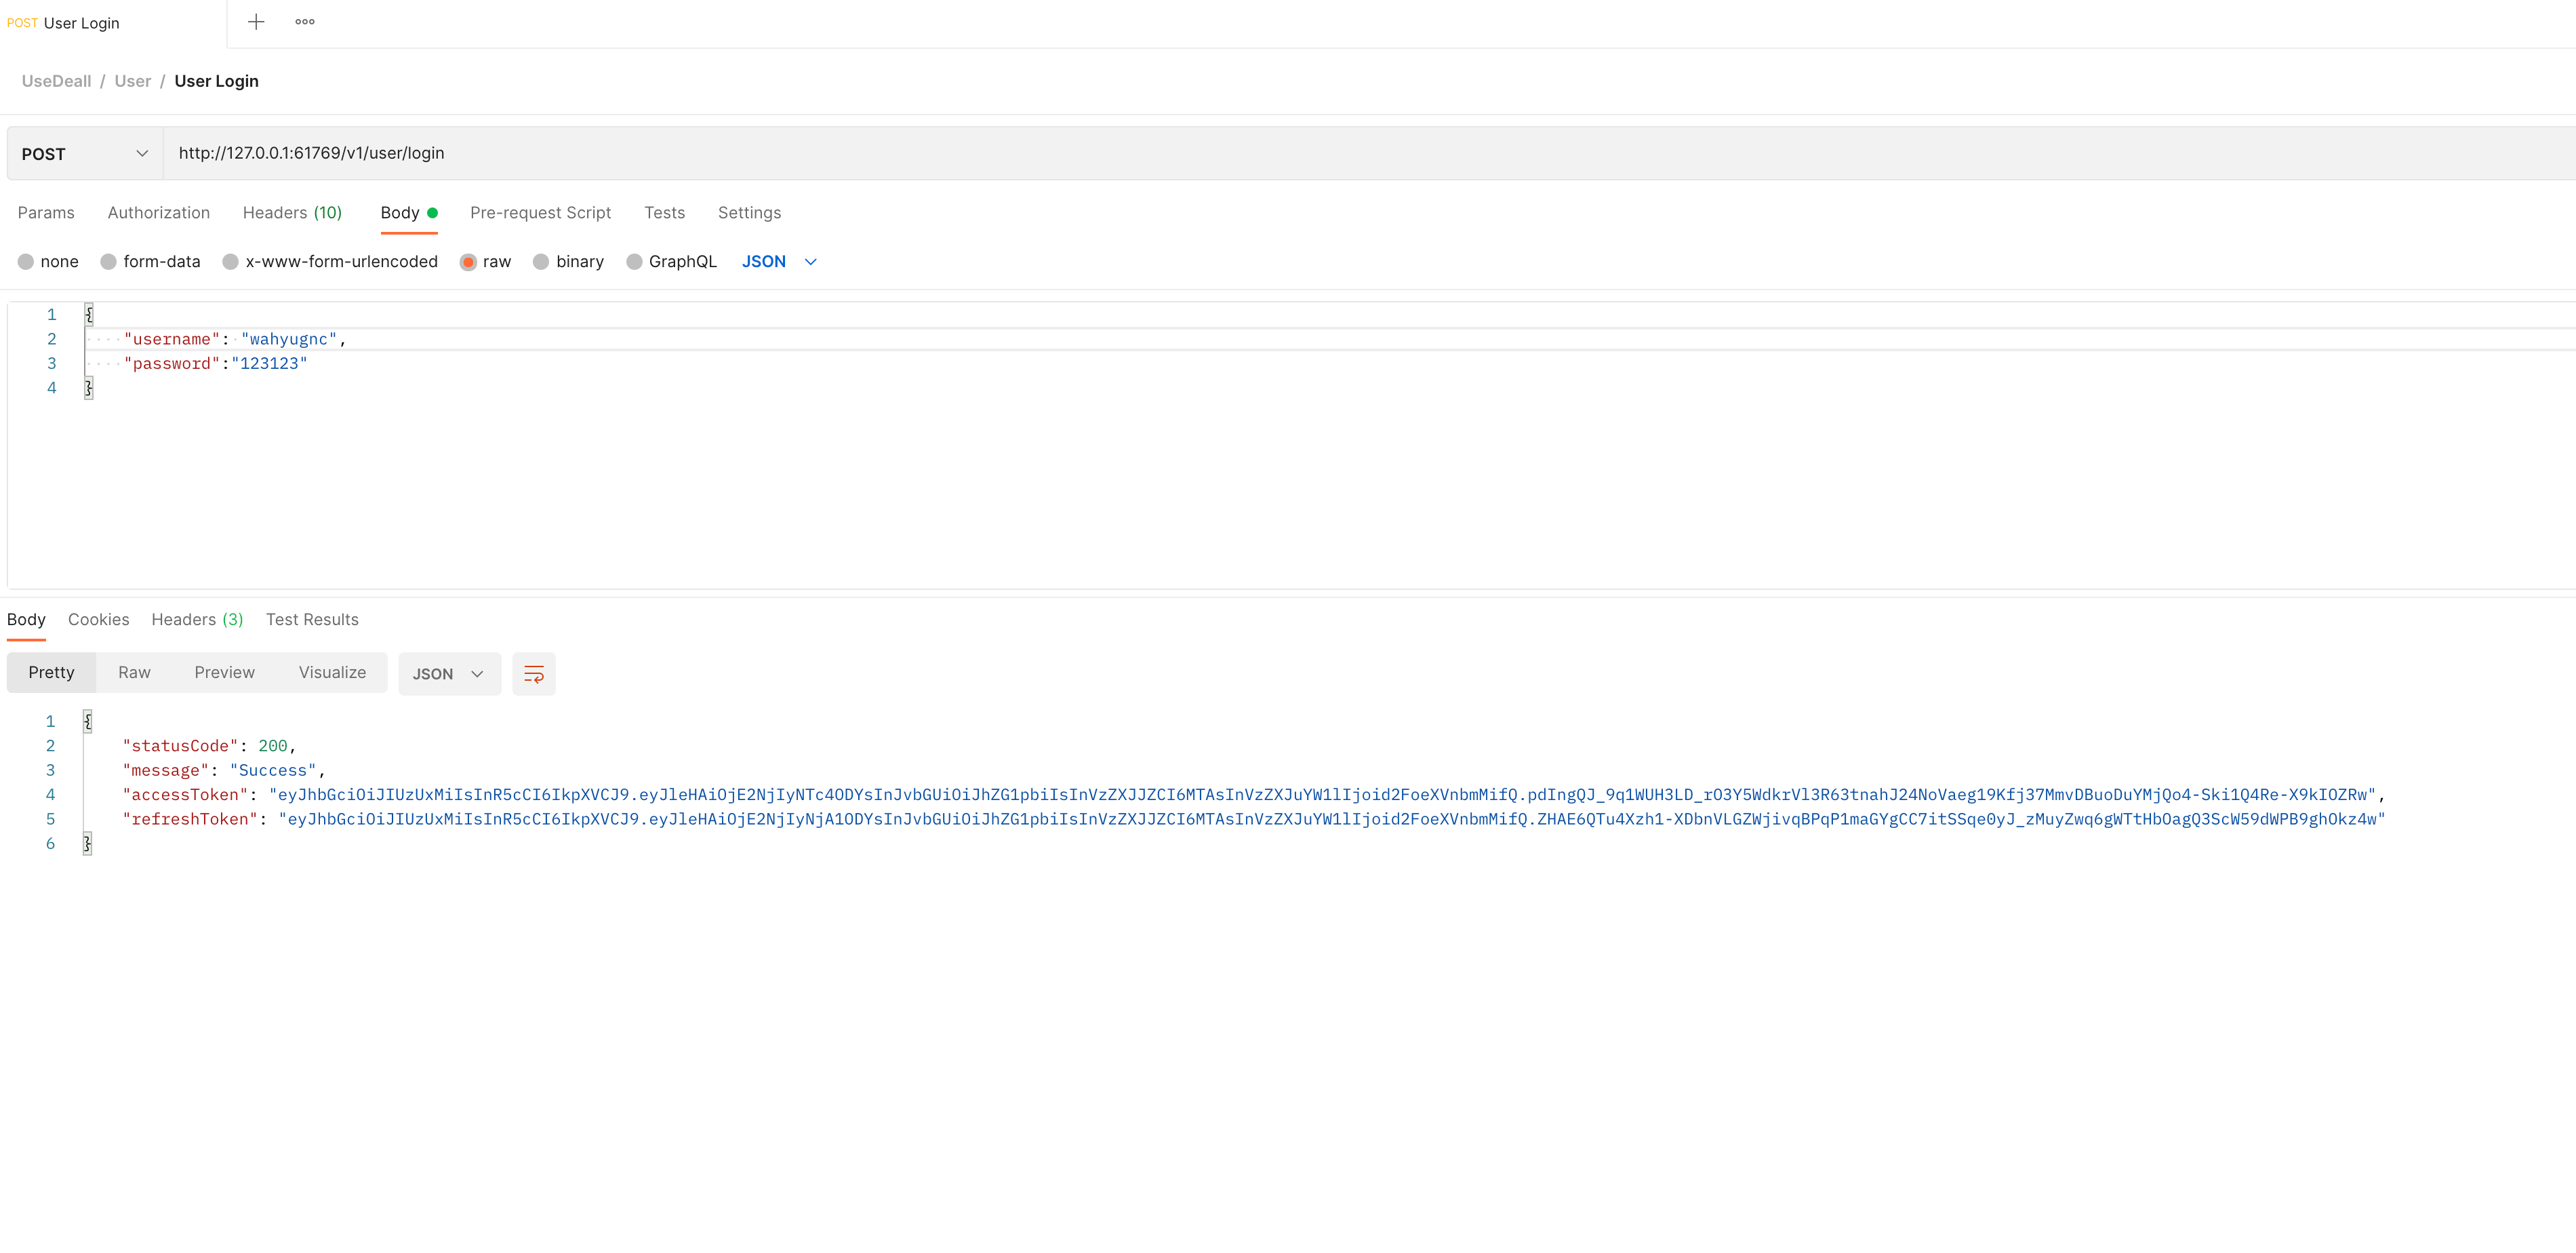 POST User Login
UseDeall / User / User Login
POST http://127.0.0.1:61769/v1/user/login
Params Authorization Headers (10) Body Pre-request Script Tests Settings
none form-data x-www-form-urlencoded raw binary GraphQL JSON
1 {
2 "username": "wahyugnc",
3 "password":"123123"
4 }
Body Cookies Headers (3) Test Results
Pretty Raw Preview Visualize JSON
1 {
2 "statusCode": 200,
3 "message": "Success",
4 "accessToken": "eyJhbGciOiJIUzUxMiIsInR5cCI6IkpXVCJ9.eyJleHAiOjE2NjIyNTc4ODYsInJvbGUiOiJhZG1pbiIsInVzZXJJZCI6MTAsInVzZXJuYW1lIjoid2FoeXVnbmMifQ.pdIngQJ_9q1WUH3LD_rO3Y5WdkrVl3R63tnahJ24NoVaeg19Kfj37MmvDBuoDuYMjQo4-Ski1Q4Re-X9kIOZRw",
5 "refreshToken": "eyJhbGciOiJIUzUxMiIsInR5cCI6IkpXVCJ9.eyJleHAiOjE2NjIyNjA1ODYsInJvbGUiOiJhZG1pbiIsInVzZXJJZCI6MTAsInVzZXJuYW1lIjoid2FoeXVnbmMifQ.ZHAE6QTu4Xzh1-XDbnVLGZWjivqBPqP1maGYgCC7itSSqe0yJ_zMuyZwq6gWTtHbOagQ3ScW59dWPB9ghOkz4w"
6 }